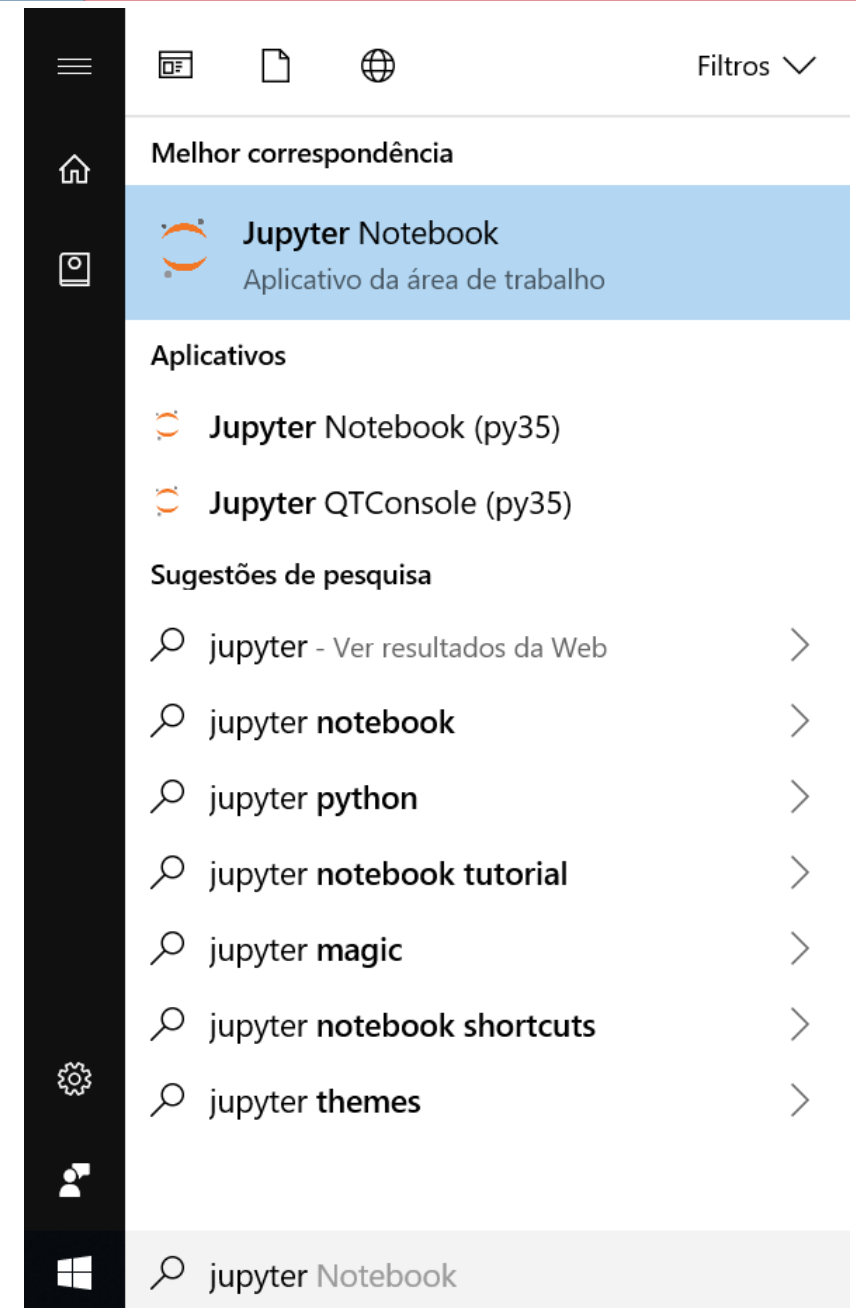 Filtros
Melhor correspondência
Jupyter Notebook
Aplicativo da área de trabalho
Aplicativos
Jupyter Notebook (py35)
Jupyter QTConsole (py35)
Sugestões de pesquisa
jupyter - Ver resultados da Web
jupyter notebook
jupyter python
jupyter notebook tutorial
jupyter magic
jupyter notebook shortcuts
jupyter themes
jupyter Notebook